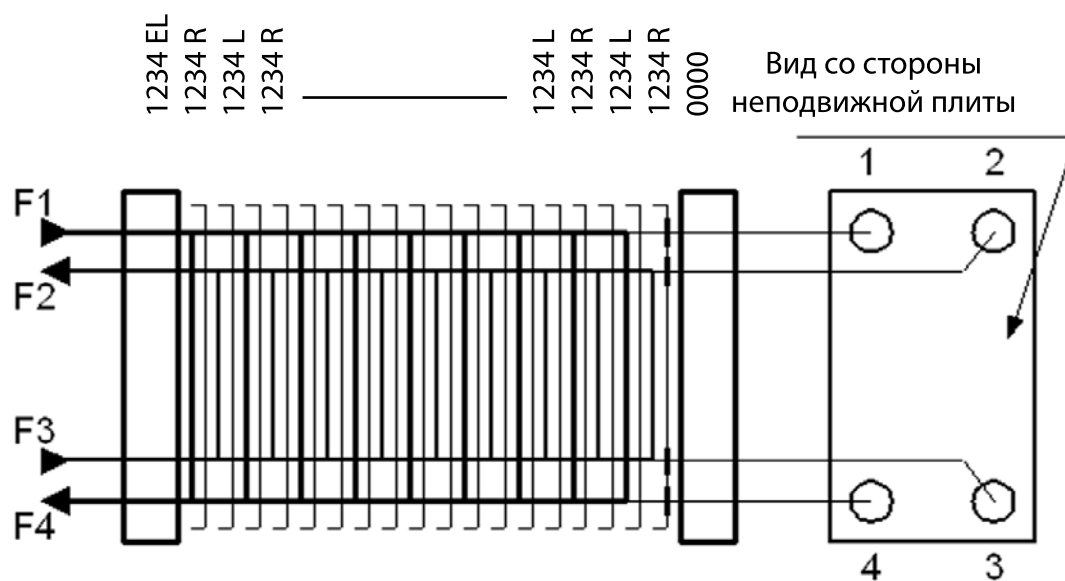 1234 EL
1234 R
1234 L
1234 R
1234 L
1234 R
1234 L
1234 R
0000
Вид со стороны
неподвижной плиты
1
2
F1
F2
F3
F4
4
3